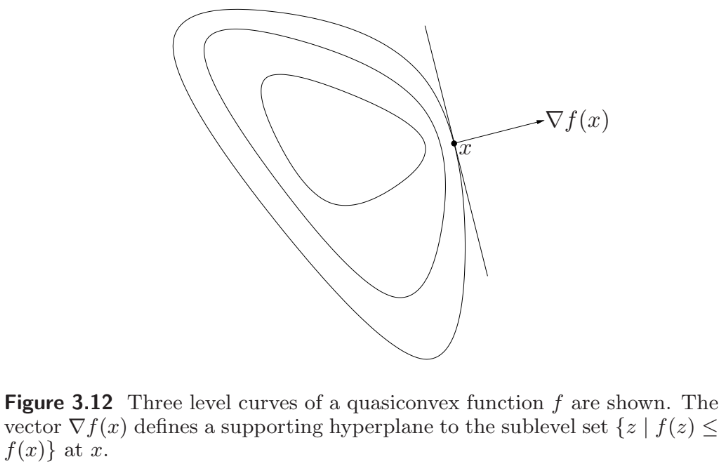 ∇f(x)
x
Figure 3.12 Three level curves of a quasiconvex function f are shown. The
vector ∇f(x) defines a supporting hyperplane to the sublevel set {z | f(z) ≤
f(x)} at x.